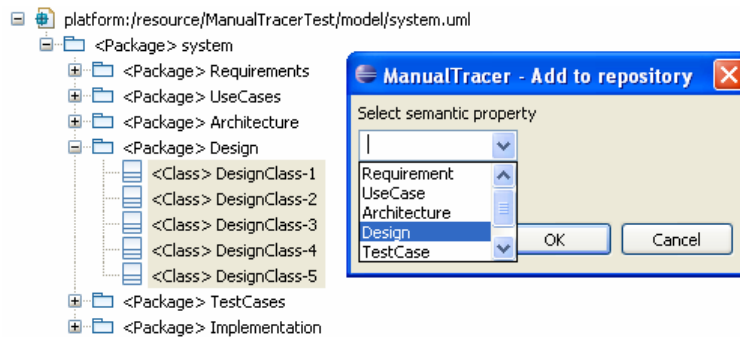 platform:/resource/ManualTracerTest/model/system.uml
<Package> system
<Package> Requirements
<Package> UseCases
<Package> Architecture
<Package> Design
<Class> DesignClass-1
<Class> DesignClass-2
<Class> DesignClass-3
<Class> DesignClass-4
<Class> DesignClass-5
<Package> TestCases
<Package> Implementation
ManualTracer - Add to repository
Select semantic property
Requirement
UseCase
Architecture
Design
TestCase
OK
Cancel